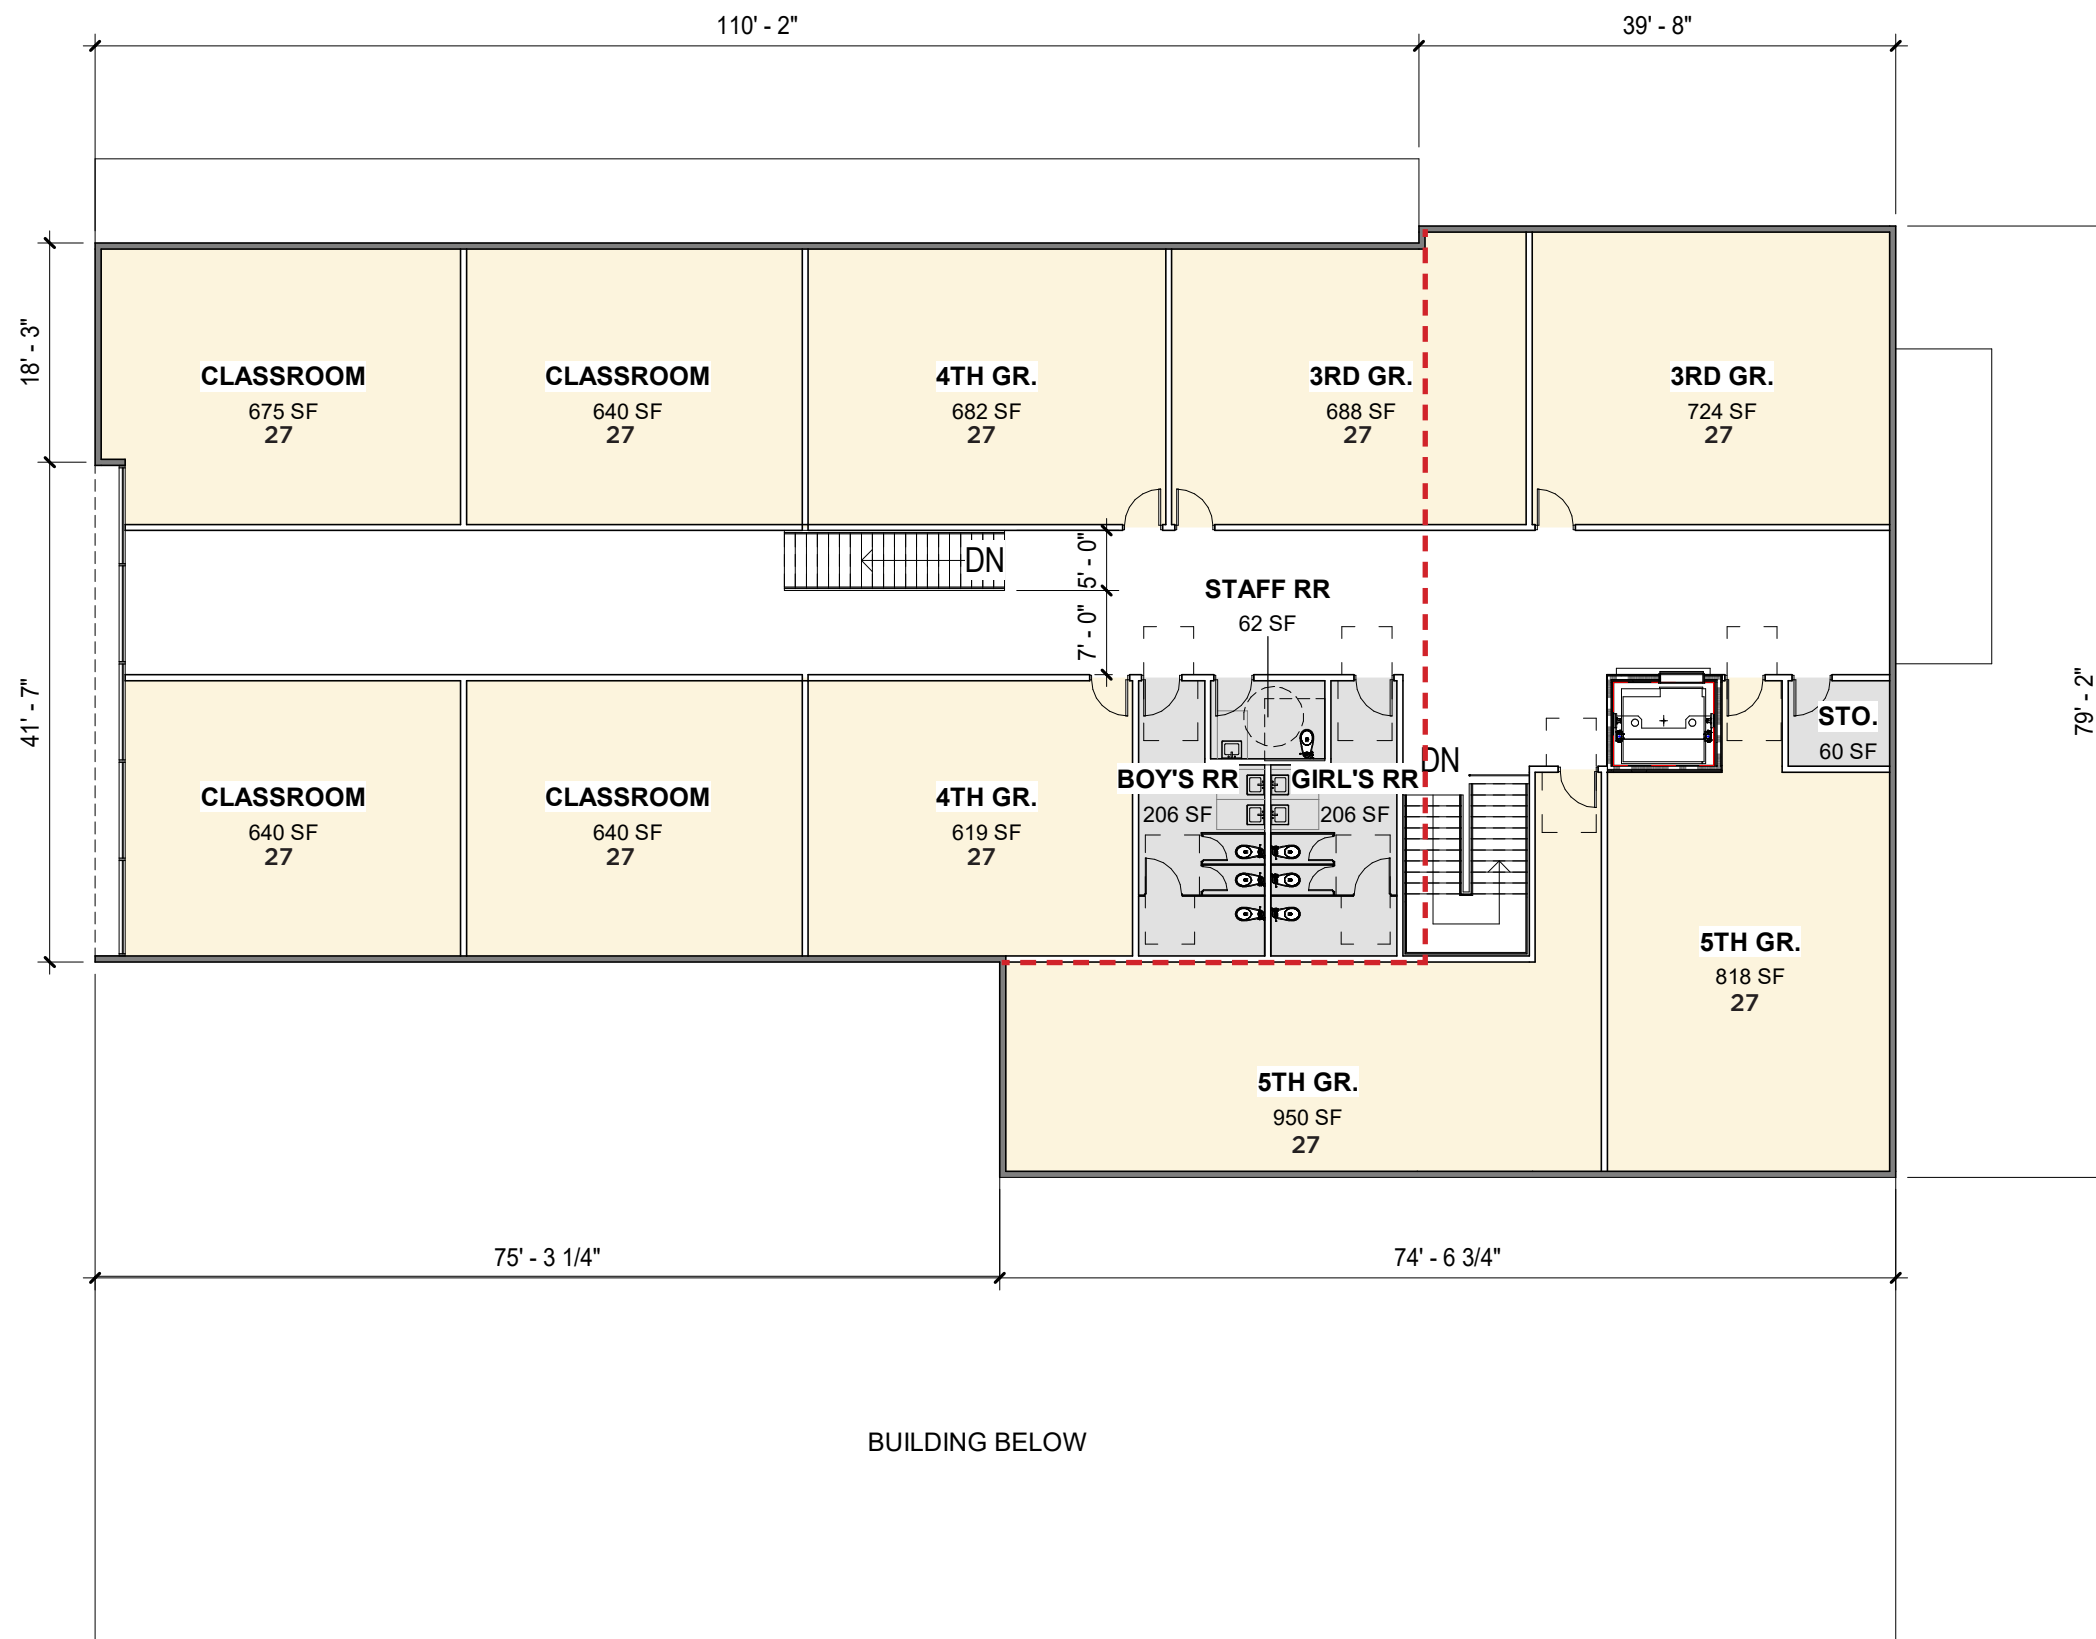 110' - 2"
39' - 8"
18' - 3"
41' - 7"
79' - 2"
CLASSROOM
675 SF
27
CLASSROOM
640 SF
27
4TH GR.
682 SF
27
3RD GR.
688 SF
27
3RD GR.
724 SF
27
DN
5' - 0"
7' - 0"
STAFF RR
62 SF
CLASSROOM
640 SF
27
CLASSROOM
640 SF
27
4TH GR.
619 SF
27
BOY'S RR
206 SF
GIRL'S RR
206 SF
DN
STO.
60 SF
5TH GR.
818 SF
27
5TH GR.
950 SF
27
75' - 3 1/4"
74' - 6 3/4"
BUILDING BELOW